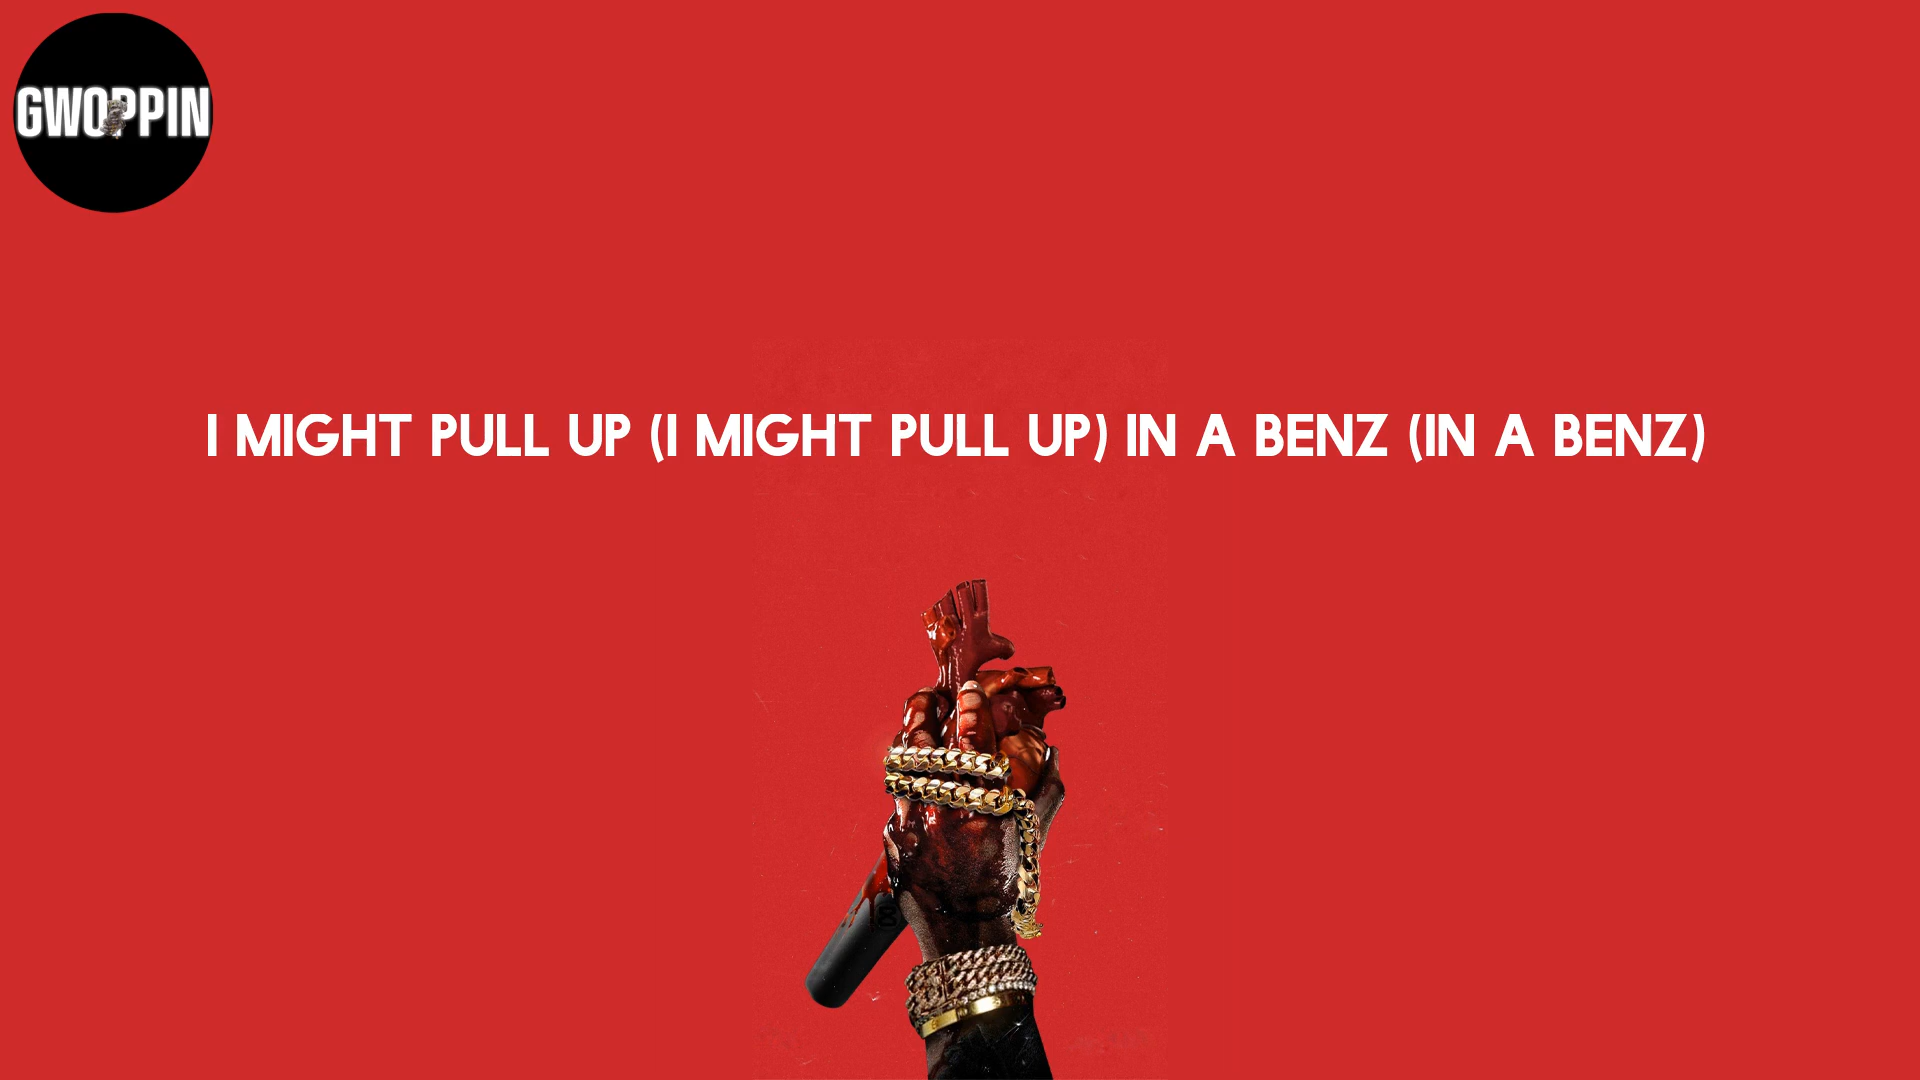 GWOPPIN
I MIGHT PULL UP (I MIGHT PULL UP) IN A BENZ (IN A BENZ)